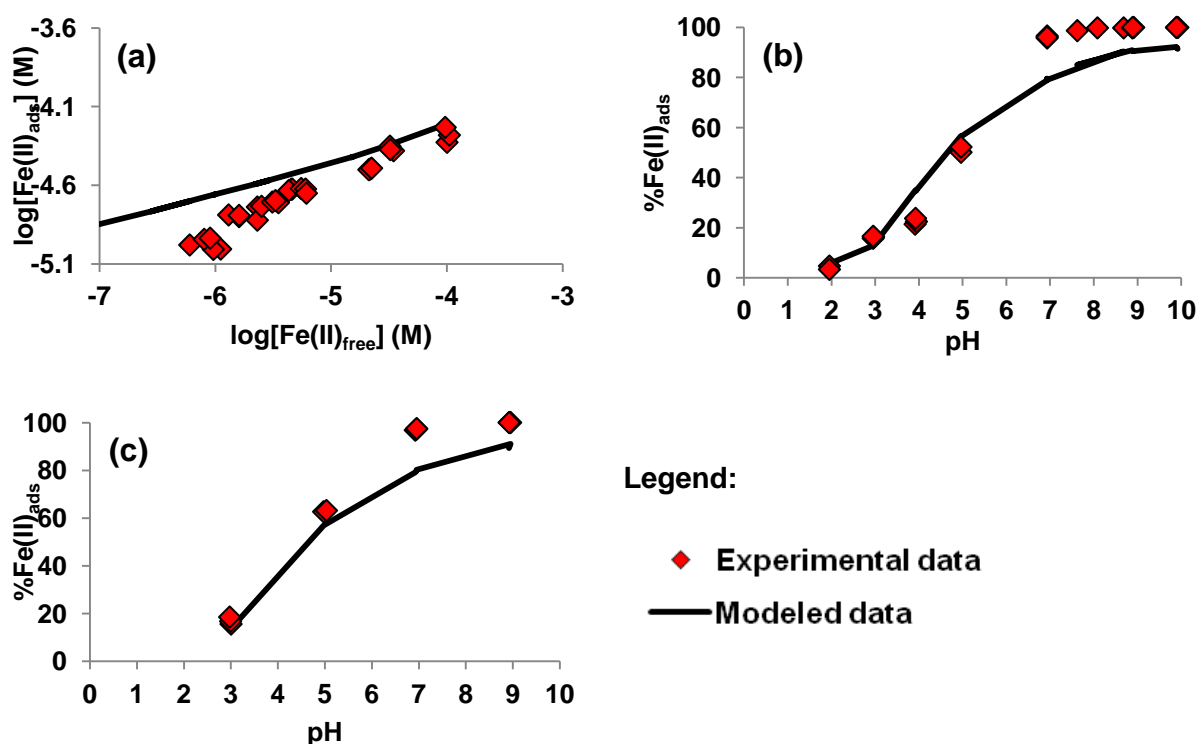 (a)
log[Fe(II)ads] (M)
-3.6
-4.1
-4.6
-5.1
-7 -6 -5 -4 -3
log[Fe(II)free] (M)
(b)
%Fe(II)ads
100
80
60
40
20
0
0 1 2 3 4 5 6 7 8 9 10
pH
(c)
%Fe(II)ads
100
80
60
40
20
0
0 1 2 3 4 5 6 7 8 9 10
pH
Legend:
Experimental data
Modeled data